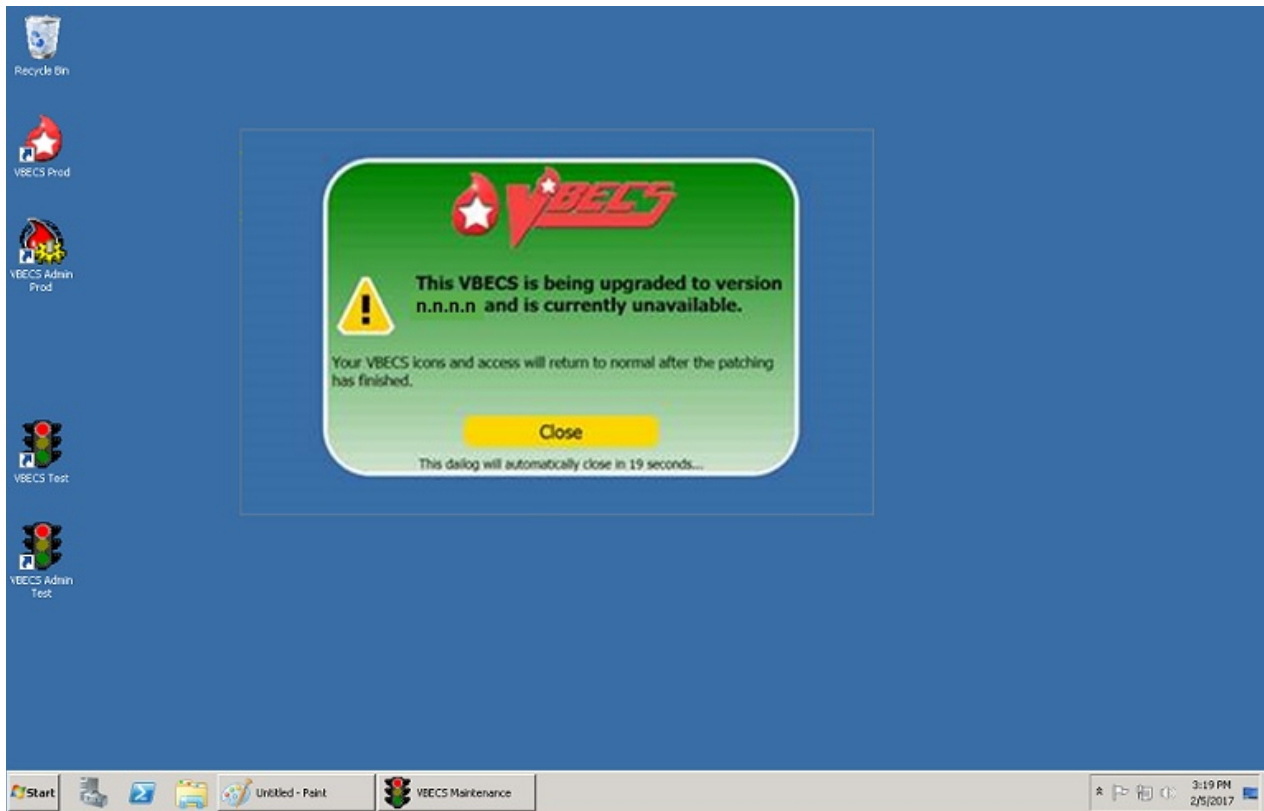 Recycle Bin
VBECS Prod
VBECS Admin
Prod
VBECS Test
VBECS Admin
Test
VBECS
This VBECS is being upgraded to version
n.n.n.n and is currently unavailable.
Your VBECS icons and access will return to normal after the patching
has finished.
Close
This dailog will automatically close in 19 seconds...
Start
Untitled - Paint
VBECS Maintenance
3:19 PM
2/5/2017